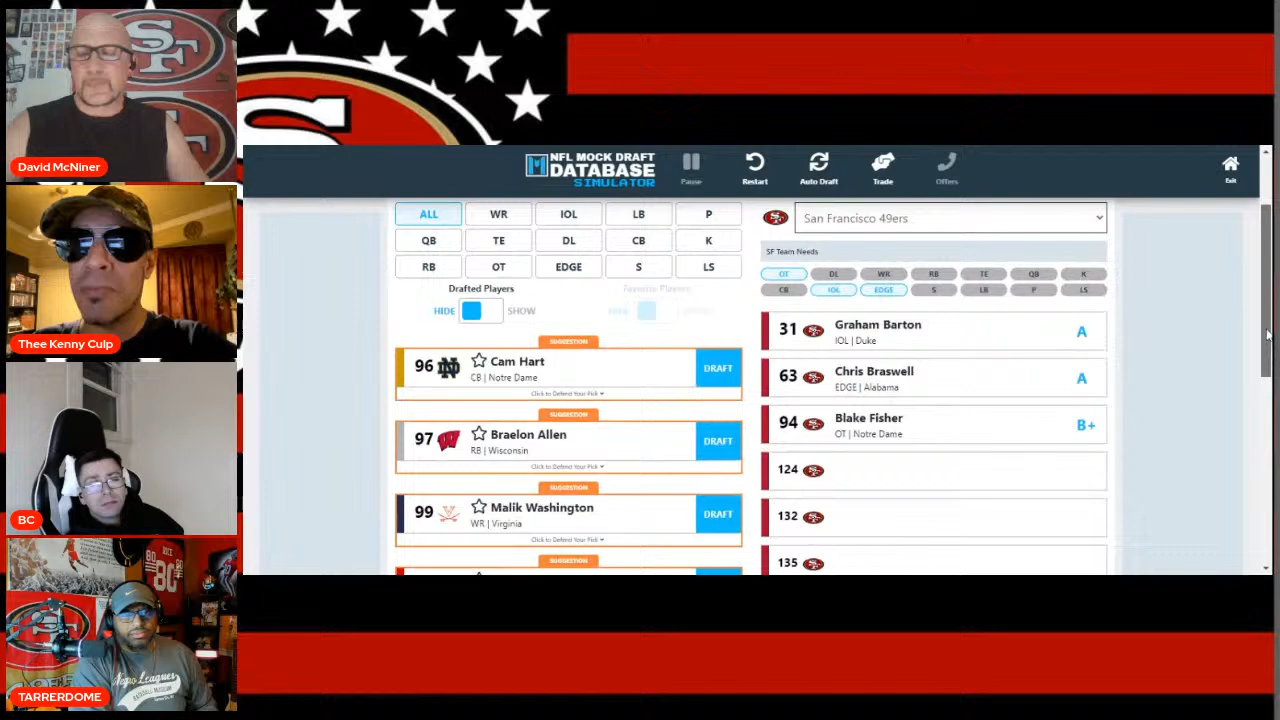 David McNiner
Thee Kenny Culp
BC
RICE
80 80
TARRERDOME
NFL MOCK DRAFT
DATABASE
SIMULATOR
Pause
Restart
Auto Draft
Trade
Offers
Exit
ALL WR IOL LB P
QB TE DL CB K
RB OT EDGE S LS
Drafted Players
Favorite Players
HIDE SHOW
SUGGESTION
96 Cam Hart
CB | Notre Dame
DRAFT
Click to Defend Your Pick
SUGGESTION
97 Braelon Allen
RB | Wisconsin
DRAFT
Click to Defend Your Pick
SUGGESTION
99 Malik Washington
WR | Virginia
DRAFT
Click to Defend Your Pick
SUGGESTION
San Francisco 49ers
SF Team Needs
OT DL WR RB TE QB K
CB IOL EDGE S LB P LS
31 Graham Barton
IOL | Duke
A
63 Chris Braswell
EDGE | Alabama
A
94 Blake Fisher
OT | Notre Dame
B+
124
132
135